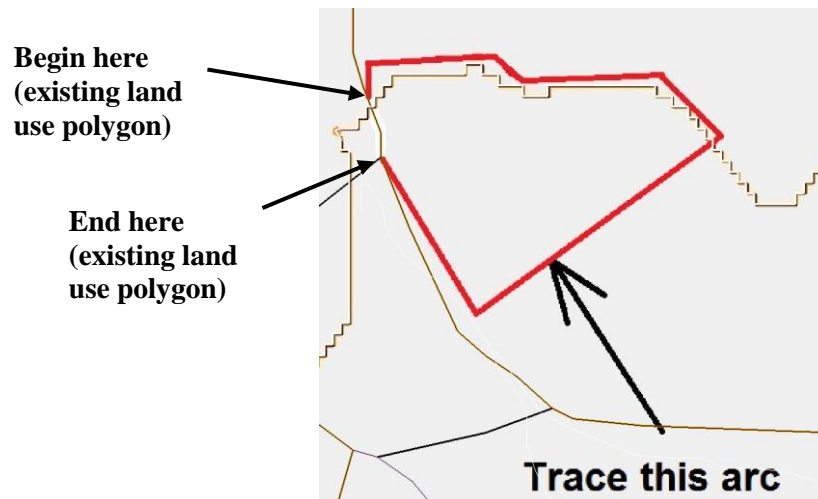 Begin here
(existing land
use polygon)
End here
(existing land
use polygon)
Trace this arc